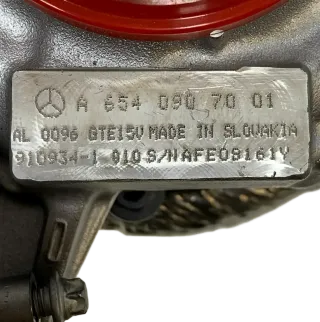 A 654 090 70 01
AL 0096 GTE15V MADE IN SLOVAKIA
910934-1 010 S/N AFE08161Y